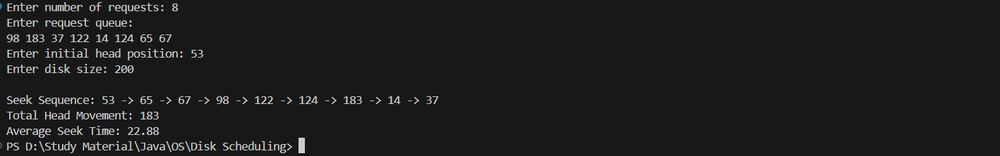 Enter number of requests: 8
Enter request queue:
98 183 37 122 14 124 65 67
Enter initial head position: 53
Enter disk size: 200
Seek Sequence: 53 -> 65 -> 67 -> 98 -> 122 -> 124 -> 183 -> 14 -> 37
Total Head Movement: 183
Average Seek Time: 22.88
PS D:\Study Material\Java\OS\Disk Scheduling>